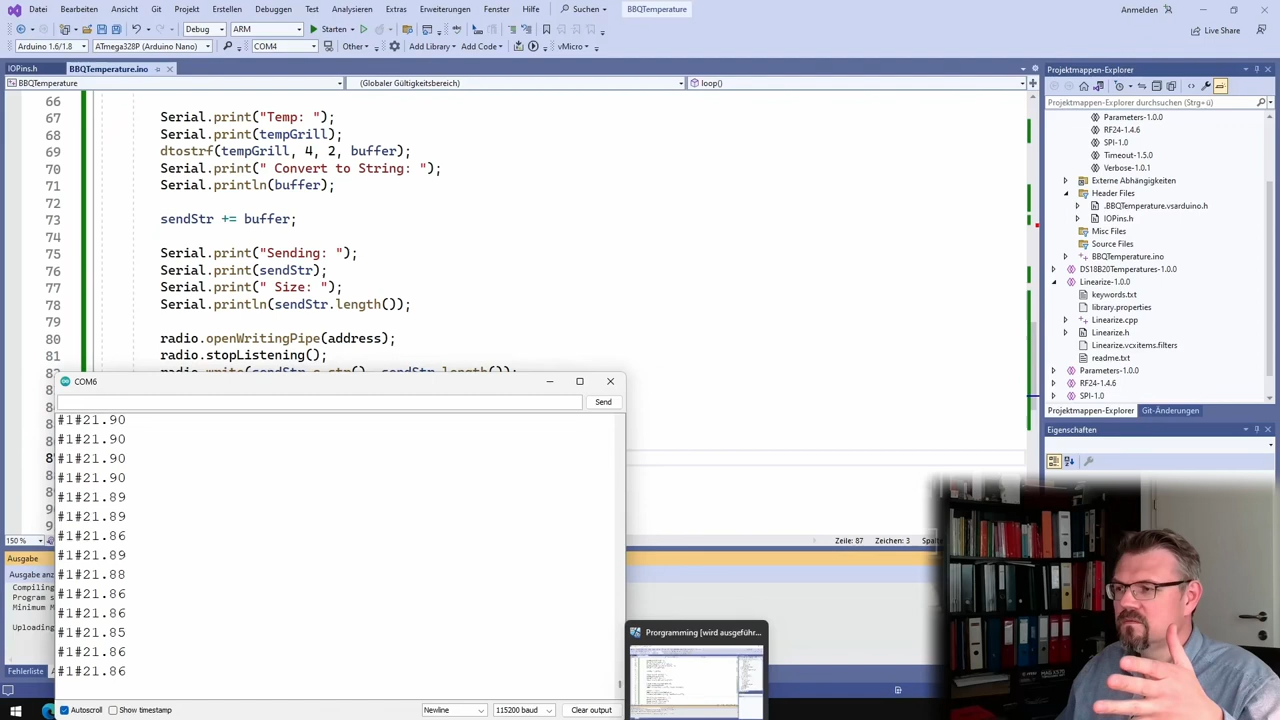 Datei Bearbeiten Ansicht Git Projekt Erstellen Debuggen Test Analysieren Extras Erweiterungen Fenster Hilfe Suchen BBQTemperature Anmelden
Debug ARM Starten Live Share
Arduino 1.6/1.8 ATmega328P (Arduino Nano) COM4 Other Add Library Add Code vMicro
IOPins.h BBQTemperature.ino
BBQTemperature (Globaler Gültigkeitsbereich) loop()
66
67 Serial.print("Temp: ");
68 Serial.print(tempGrill);
69 dtostrf(tempGrill, 4, 2, buffer);
70 Serial.print(" Convert to String: ");
71 Serial.println(buffer);
72
73 sendStr += buffer;
74
75 Serial.print("Sending: ");
76 Serial.print(sendStr);
77 Serial.print(" Size: ");
78 Serial.println(sendStr.length());
79
80 radio.openWritingPipe(address);
81 radio.stopListening();
150 %
Zeile: 87 Zeichen: 3 Spalte
Ausgabe
Ausgabe anz
Compiling
Program s
Minimum M
Uploading
Fehlerliste
COM6
Send
#1#21.90
#1#21.90
#1#21.90
#1#21.90
#1#21.89
#1#21.89
#1#21.86
#1#21.89
#1#21.88
#1#21.86
#1#21.86
#1#21.85
#1#21.86
#1#21.86
Autoscroll Show timestamp Newline 115200 baud Clear output
Prorgramming [wird ausgeführ...
Projektmappen-Explorer
Projektmappen-Explorer durchsuchen (Strg+ü)
Parameters-1.0.0
RF24-1.4.6
SPI-1.0
Timeout-1.5.0
Verbose-1.0.1
Externe Abhängigkeiten
Header Files
.BBQTemperature.vsarduino.h
IOPins.h
Misc Files
Source Files
BBQTemperature.ino
DS18B20Temperatures-1.0.0
Linearize-1.0.0
keywords.txt
library.properties
Linearize.cpp
Linearize.h
Linearize.vcxitems.filters
readme.txt
Parameters-1.0.0
RF24-1.4.6
SPI-1.0
Projektmappen-Explorer Git-Änderungen
Eigenschaften